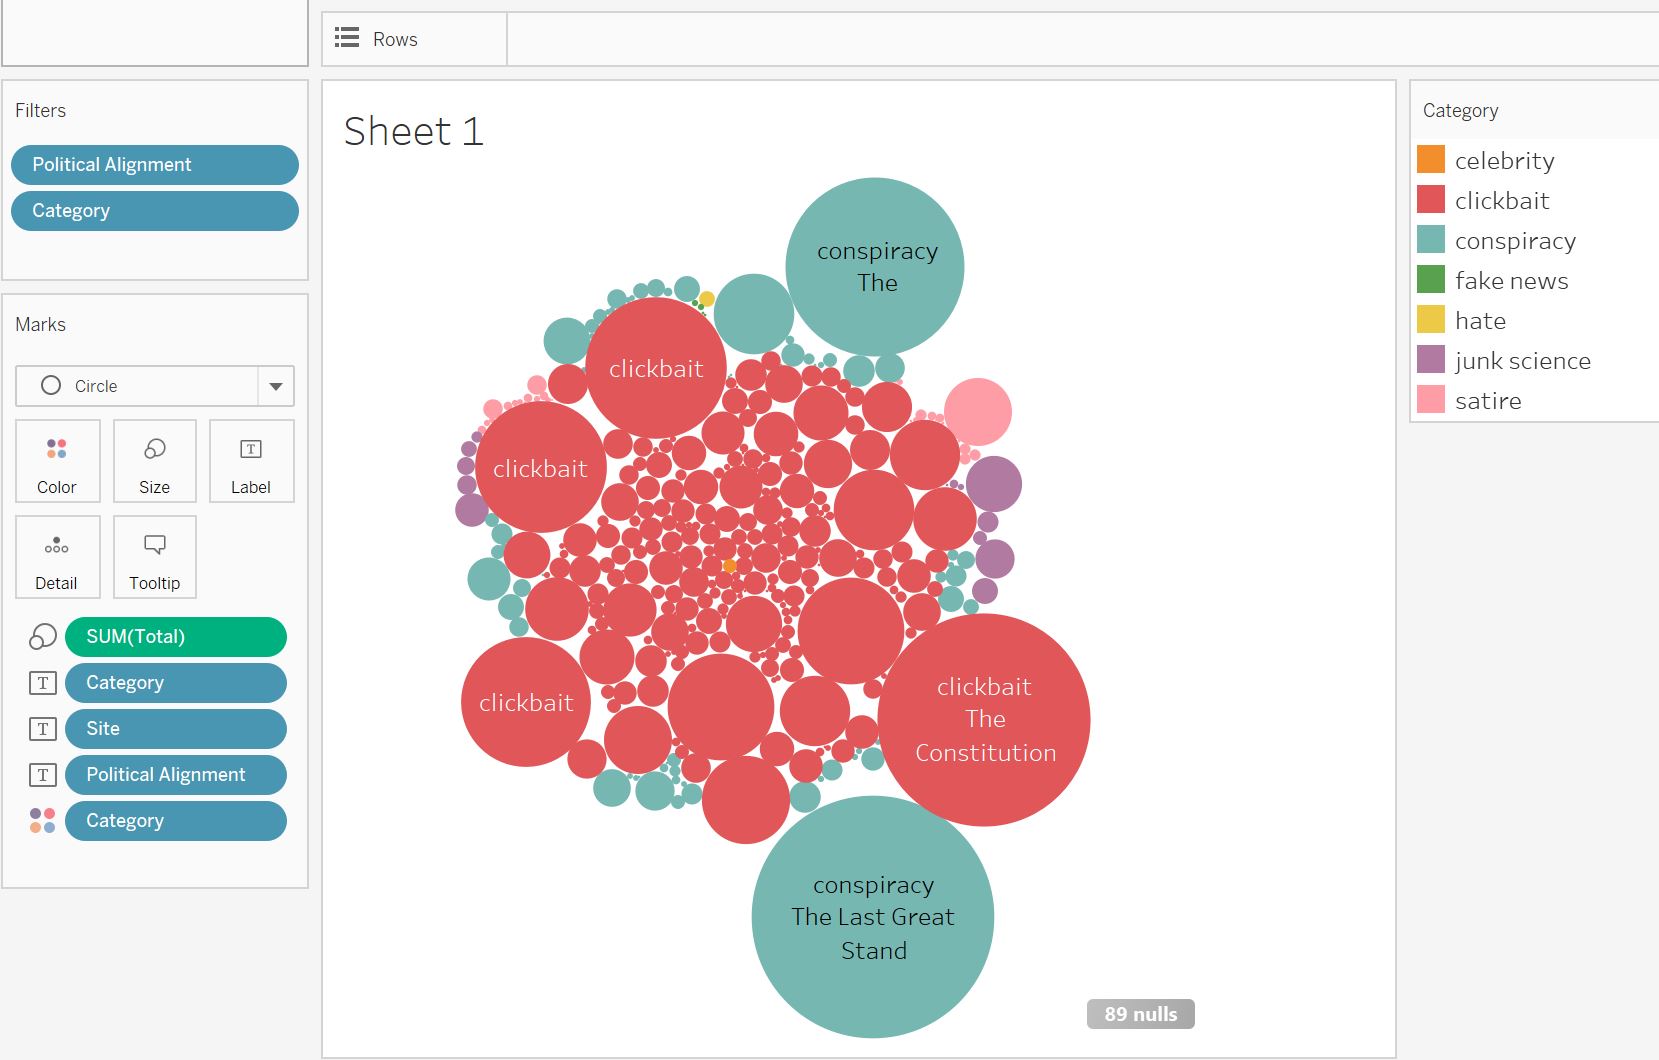 Rows
Filters
Political Alignment
Category
Marks
Circle
Color
Size
T
Label
Detail
Tooltip
SUM(Total)
T
Category
T
Site
T
Political Alignment
Category
Sheet 1
conspiracy
The
clickbait
clickbait
clickbait
clickbait
The
Constitution
conspiracy
The Last Great
Stand
89 nulls
Category
celebrity
clickbait
conspiracy
fake news
hate
junk science
satire